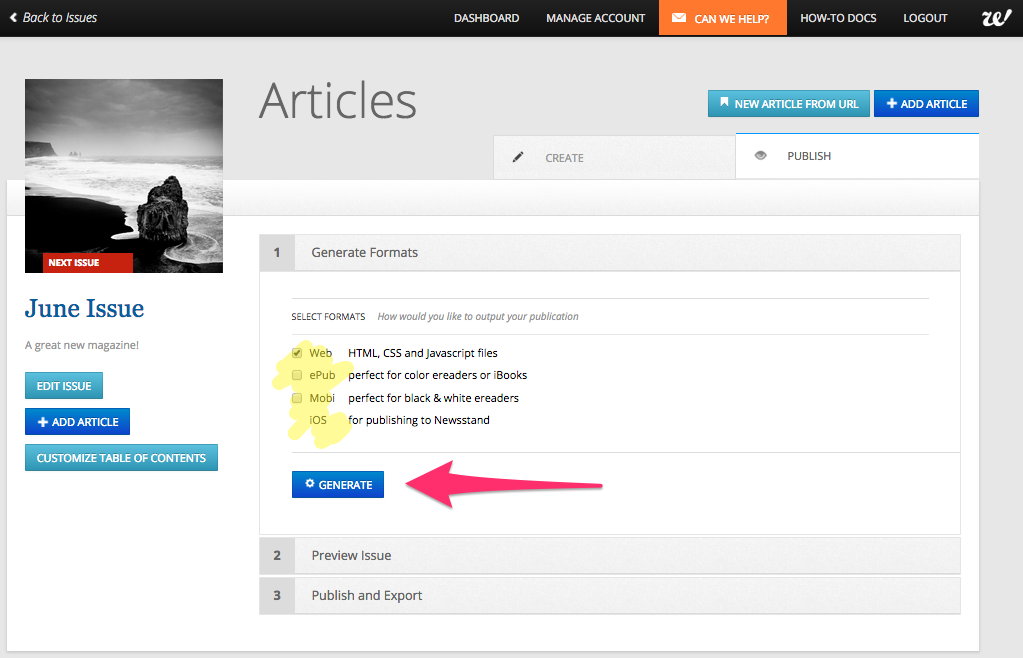 Back to Issues
DASHBOARD MANAGE ACCOUNT CAN WE HELP? HOW-TO DOCS LOGOUT
Articles
NEW ARTICLE FROM URL ADD ARTICLE
CREATE PUBLISH
NEXT ISSUE
June Issue
A great new magazine!
EDIT ISSUE
ADD ARTICLE
CUSTOMIZE TABLE OF CONTENTS
1 Generate Formats
SELECT FORMATS How would you like to output your publication
Web HTML, CSS and Javascript files
ePub perfect for color ereaders or iBooks
Mobi perfect for black & white ereaders
iOS for publishing to Newsstand
GENERATE
2 Preview Issue
3 Publish and Export